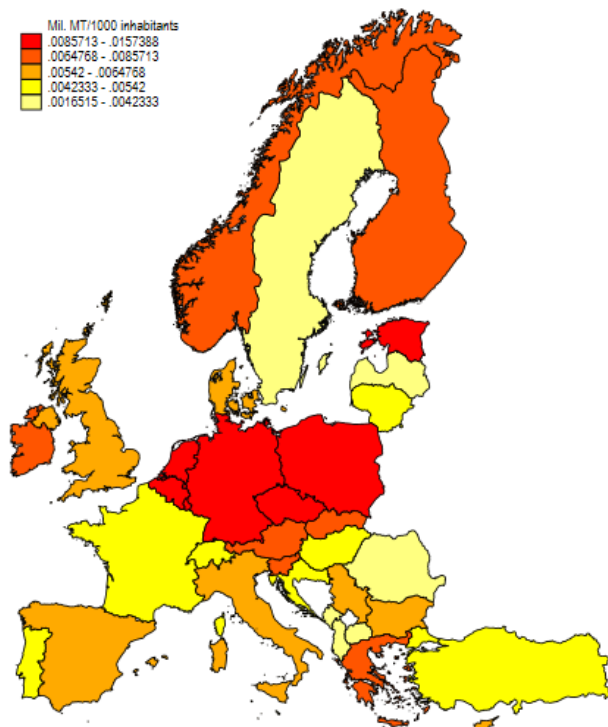 Mil. MT/1000 inhabitants
.0085713 - .0157388
.0064768 - .0085713
.00542 - .0064768
.0042333 - .00542
.0016515 - .0042333